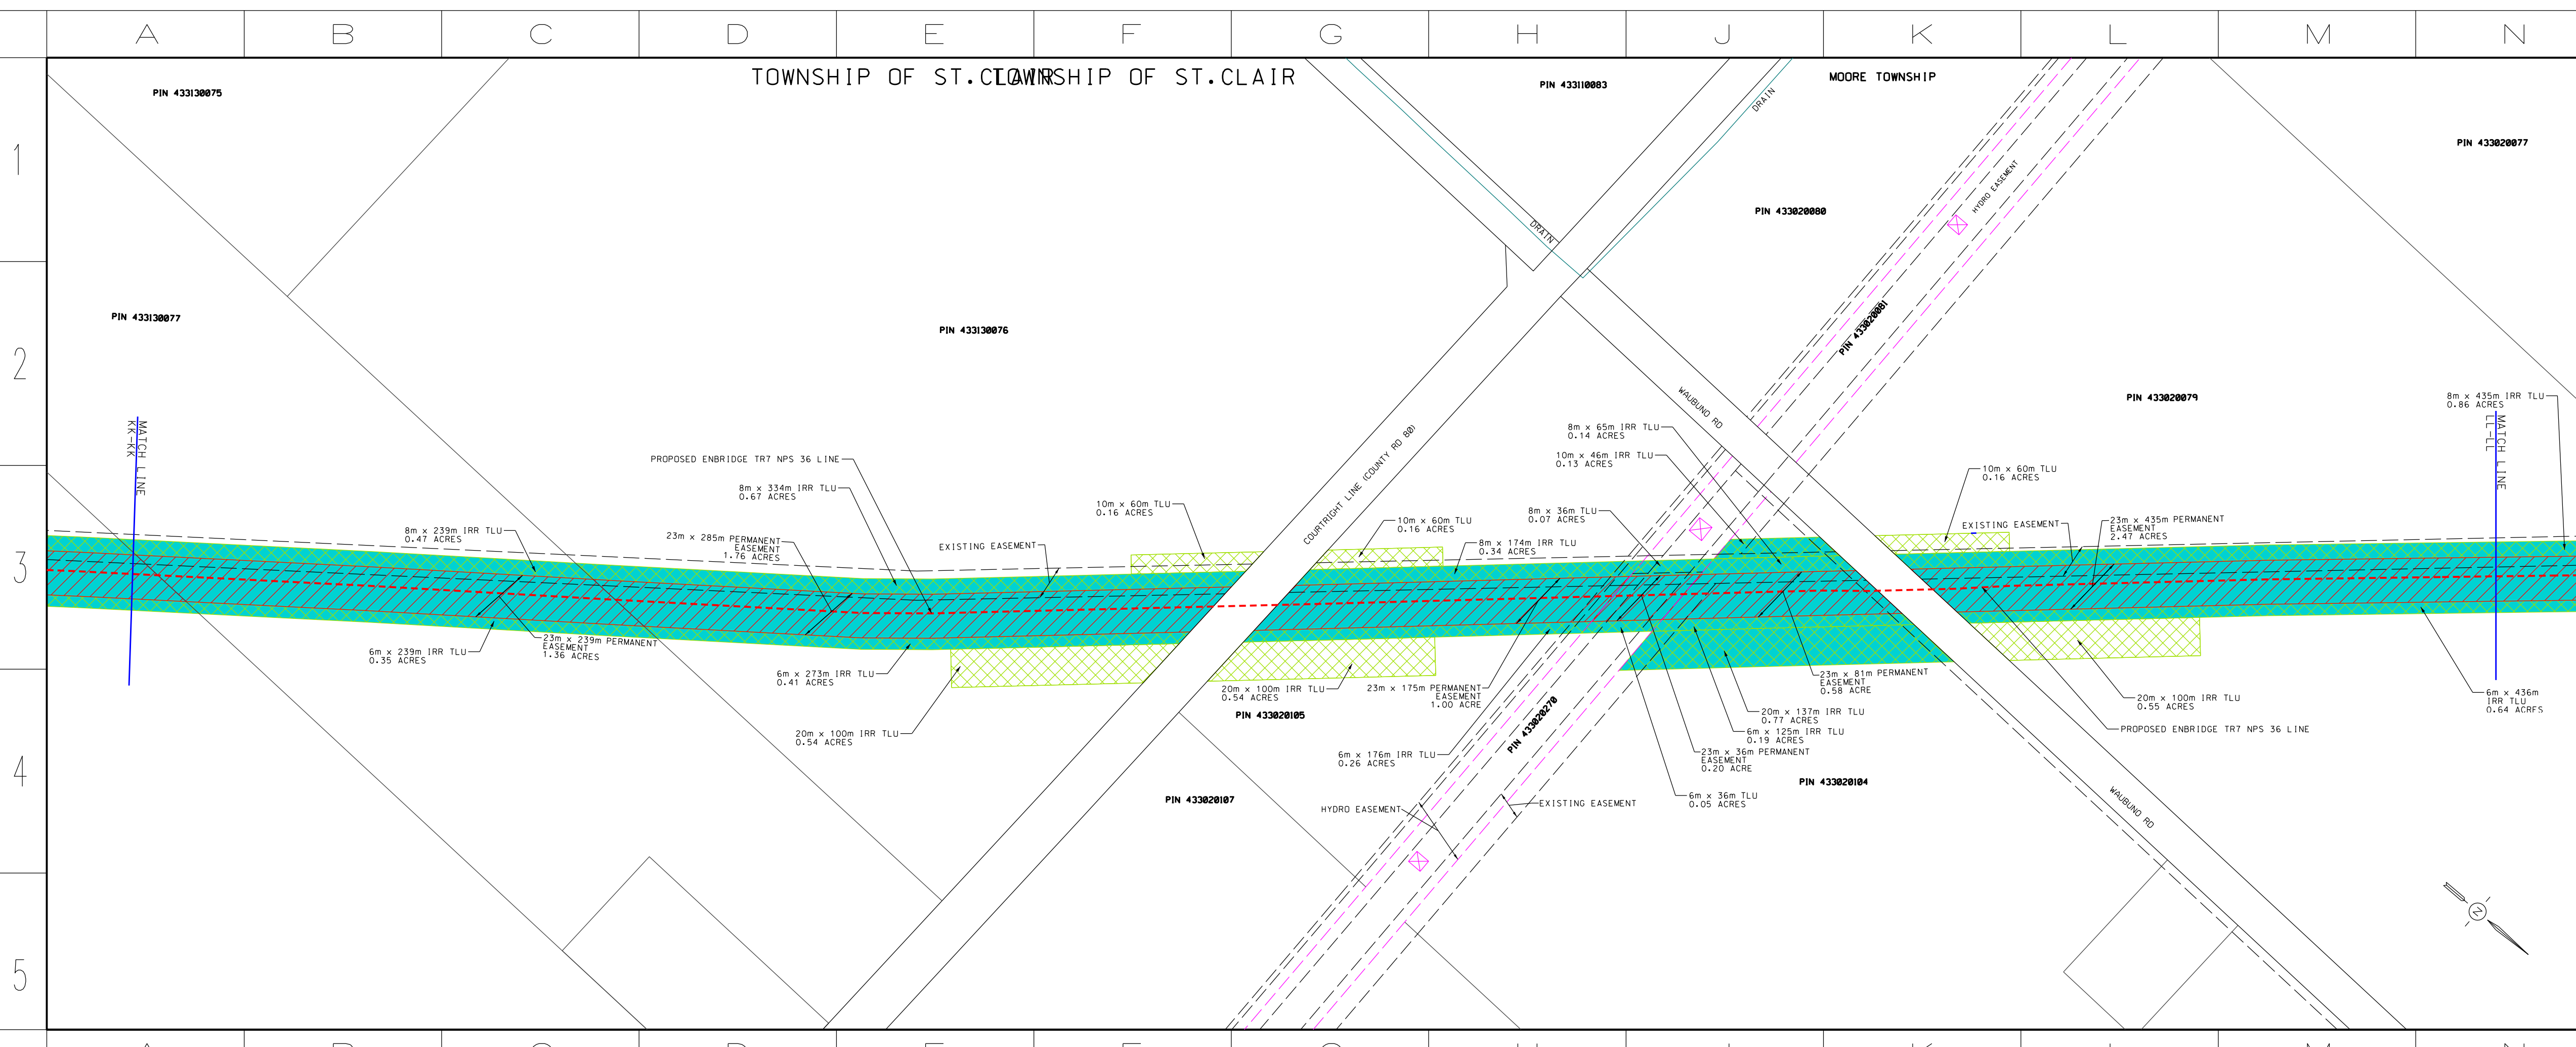 A B C D E F G H J K L M N
TOWNSHIP OF ST.CLAIR
TOWNSHIP OF ST.CLAIR
MOORE TOWNSHIP
PIN 433130075
PIN 433110083
DRAIN
PIN 433020077
1
HYDRO EASEMENT
PIN 433020080
DRAIN
PIN 433130077
PIN 433130076
PIN 433020081
2
WAUBUNO RD
PIN 433020079
8m x 435m IRR TLU
0.86 ACRES
MATCH LINE
KK-KK
MATCH LINE
LL-LL
COURTRIGHT LINE (COUNTY RD 80)
PROPOSED ENBRIDGE TR7 NPS 36 LINE
8m x 334m IRR TLU
0.67 ACRES
8m x 65m IRR TLU
0.14 ACRES
10m x 46m IRR TLU
0.13 ACRES
10m x 60m TLU
0.16 ACRES
10m x 60m TLU
0.16 ACRES
10m x 60m TLU
0.16 ACRES
8m x 36m TLU
0.07 ACRES
8m x 239m IRR TLU
0.47 ACRES
23m x 285m PERMANENT
EASEMENT
1.76 ACRES
EXISTING EASEMENT
8m x 174m IRR TLU
0.34 ACRES
EXISTING EASEMENT
23m x 435m PERMANENT
EASEMENT
2.47 ACRES
3
6m x 239m IRR TLU
0.35 ACRES
23m x 239m PERMANENT
EASEMENT
1.36 ACRES
6m x 273m IRR TLU
0.41 ACRES
20m x 100m IRR TLU
0.54 ACRES
20m x 100m IRR TLU
0.54 ACRES
23m x 175m PERMANENT
EASEMENT
1.00 ACRE
23m x 81m PERMANENT
EASEMENT
0.58 ACRE
20m x 137m IRR TLU
0.77 ACRES
6m x 125m IRR TLU
0.19 ACRES
23m x 36m PERMANENT
EASEMENT
0.20 ACRE
20m x 100m IRR TLU
0.55 ACRES
6m x 436m
IRR TLU
0.64 ACRES
PROPOSED ENBRIDGE TR7 NPS 36 LINE
PIN 433020105
PIN 433020270
6m x 176m IRR TLU
0.26 ACRES
6m x 36m TLU
0.05 ACRES
4
PIN 433020107
PIN 433020104
HYDRO EASEMENT
EXISTING EASEMENT
WAUBUNO RD
N
5